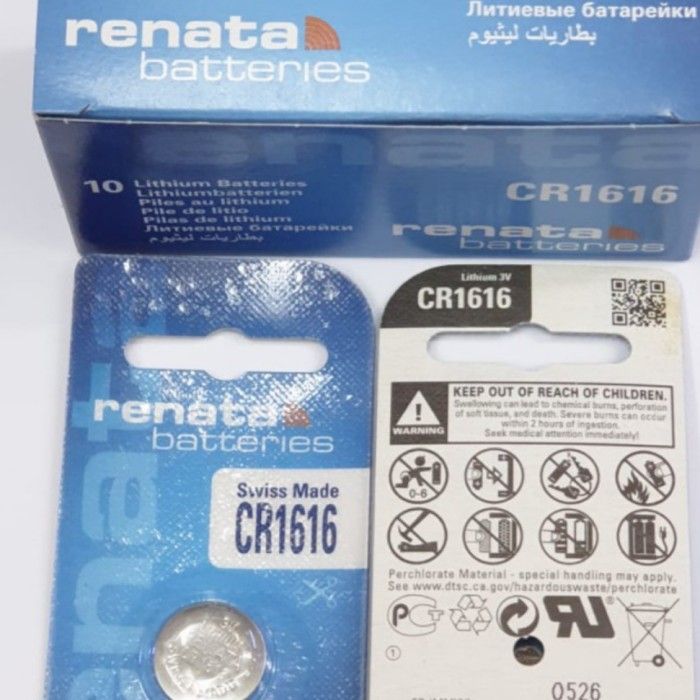 renata
batteries
Литиевые батарейки
بطاريات ليثيوم
10 Lithium Batteries
Lithiumbatterien
Piles au lithium
Pile de litio
Pilas de lithium
Литиевые батарейки
بطاريات ليثيوم
CR1616
renata
batteries
renata
batteries
Swiss Made
CR1616
Lithium 3V
CR1616
WARNING
KEEP OUT OF REACH OF CHILDREN.
Swallowing can lead to chemical burns, perforation
of soft tissue, and death. Severe burns can occur
within 2 hours of ingestion.
Seek medical attention immediately!
0-6
Perchlorate Material - special handling may apply.
See www.dtsc.ca.gov/hazardouswaste/perchlorate
1
0526